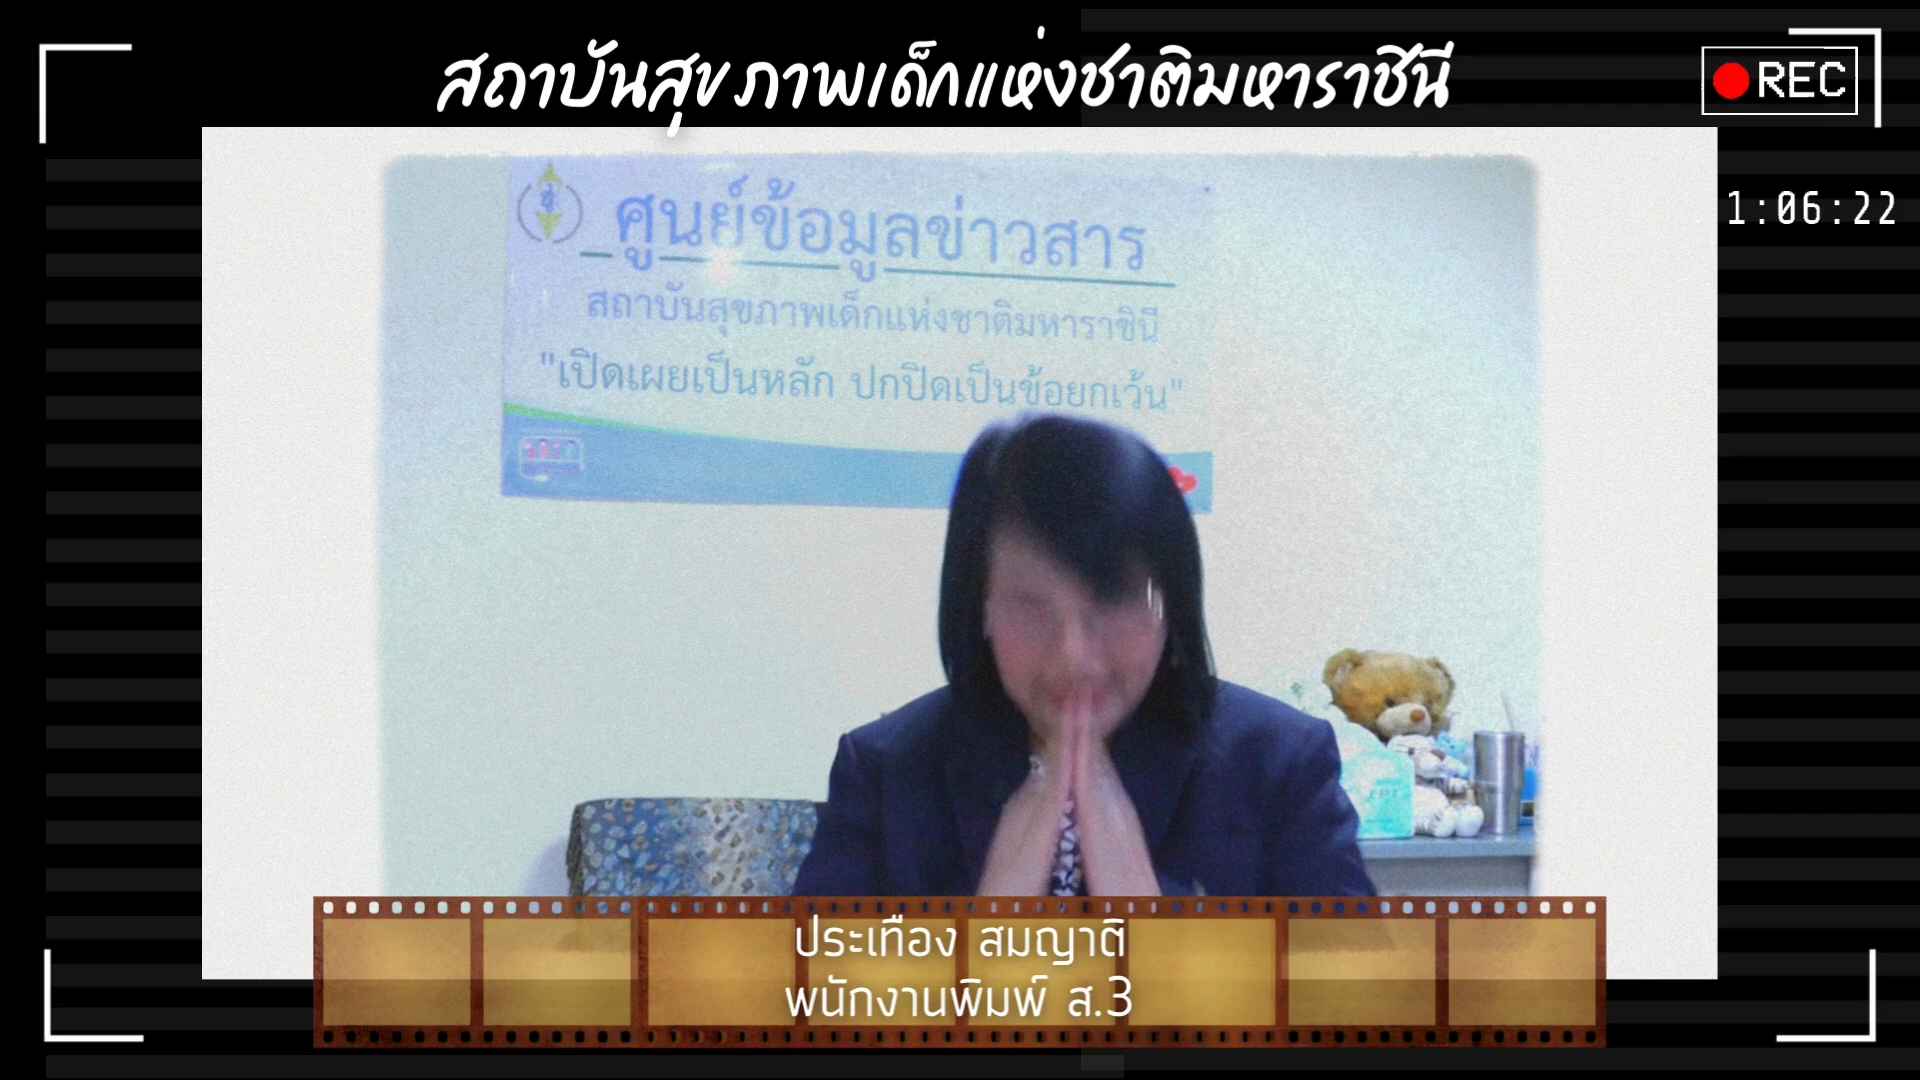 สถาบันสุขภาพเด็กแห่งชาติมหาราชินี
REC
1:06:22
ศูนย์ข้อมูลข่าวสาร
สถาบันสุขภาพเด็กแห่งชาติมหาราชินี
"เปิดเผยเป็นหลัก ปกปิดเป็นข้อยกเว้น"
ประเทือง สมญาติ
พนักงานพิมพ์ ส.3